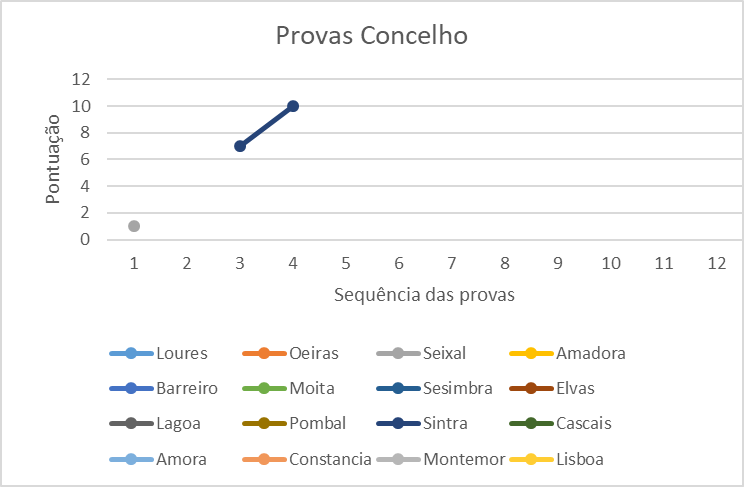 Provas Concelho
12
10
8
6
4
2
0
Pontuação
1 2 3 4 5 6 7 8 9 10 11 12
Sequência das provas
Loures Oeiras Seixal Amadora
Barreiro Moita Sesimbra Elvas
Lagoa Pombal Sintra Cascais
Amora Constancia Montemor Lisboa